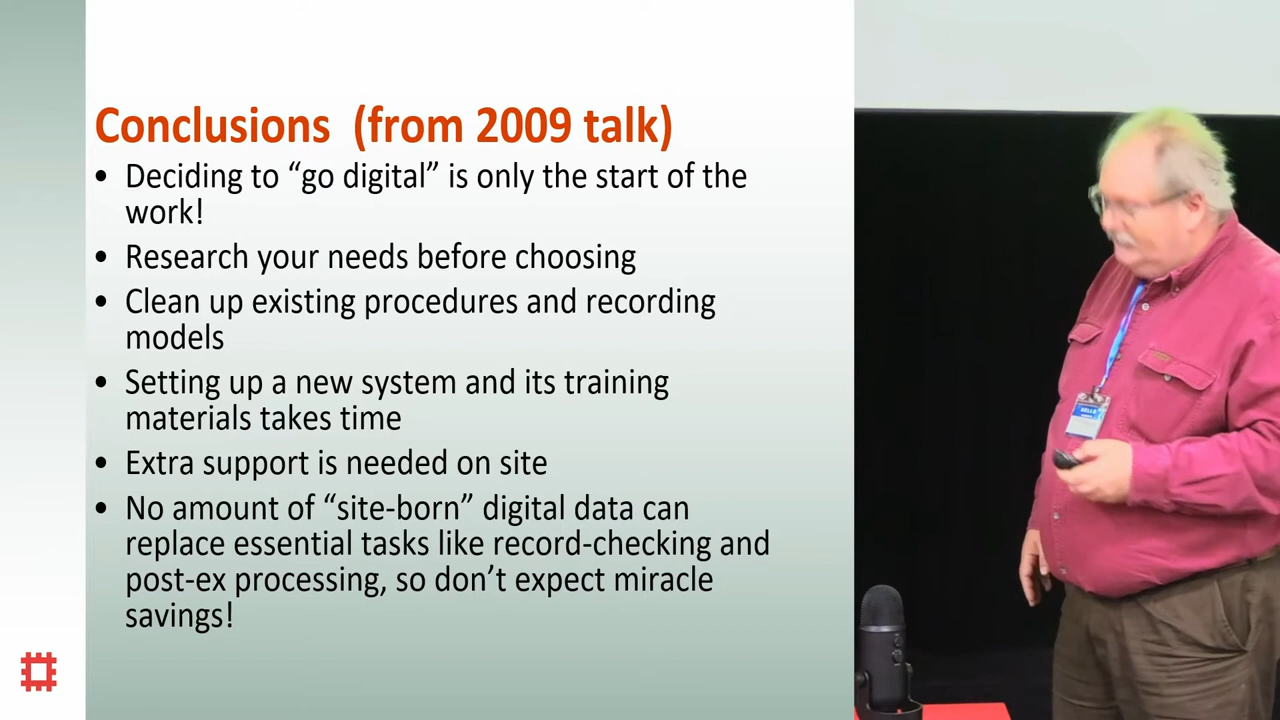 Conclusions (from 2009 talk)
• Deciding to “go digital” is only the start of the
work!
• Research your needs before choosing
• Clean up existing procedures and recording
models
• Setting up a new system and its training
materials takes time
• Extra support is needed on site
• No amount of “site-born” digital data can
replace essential tasks like record-checking and
post-ex processing, so don’t expect miracle
savings!